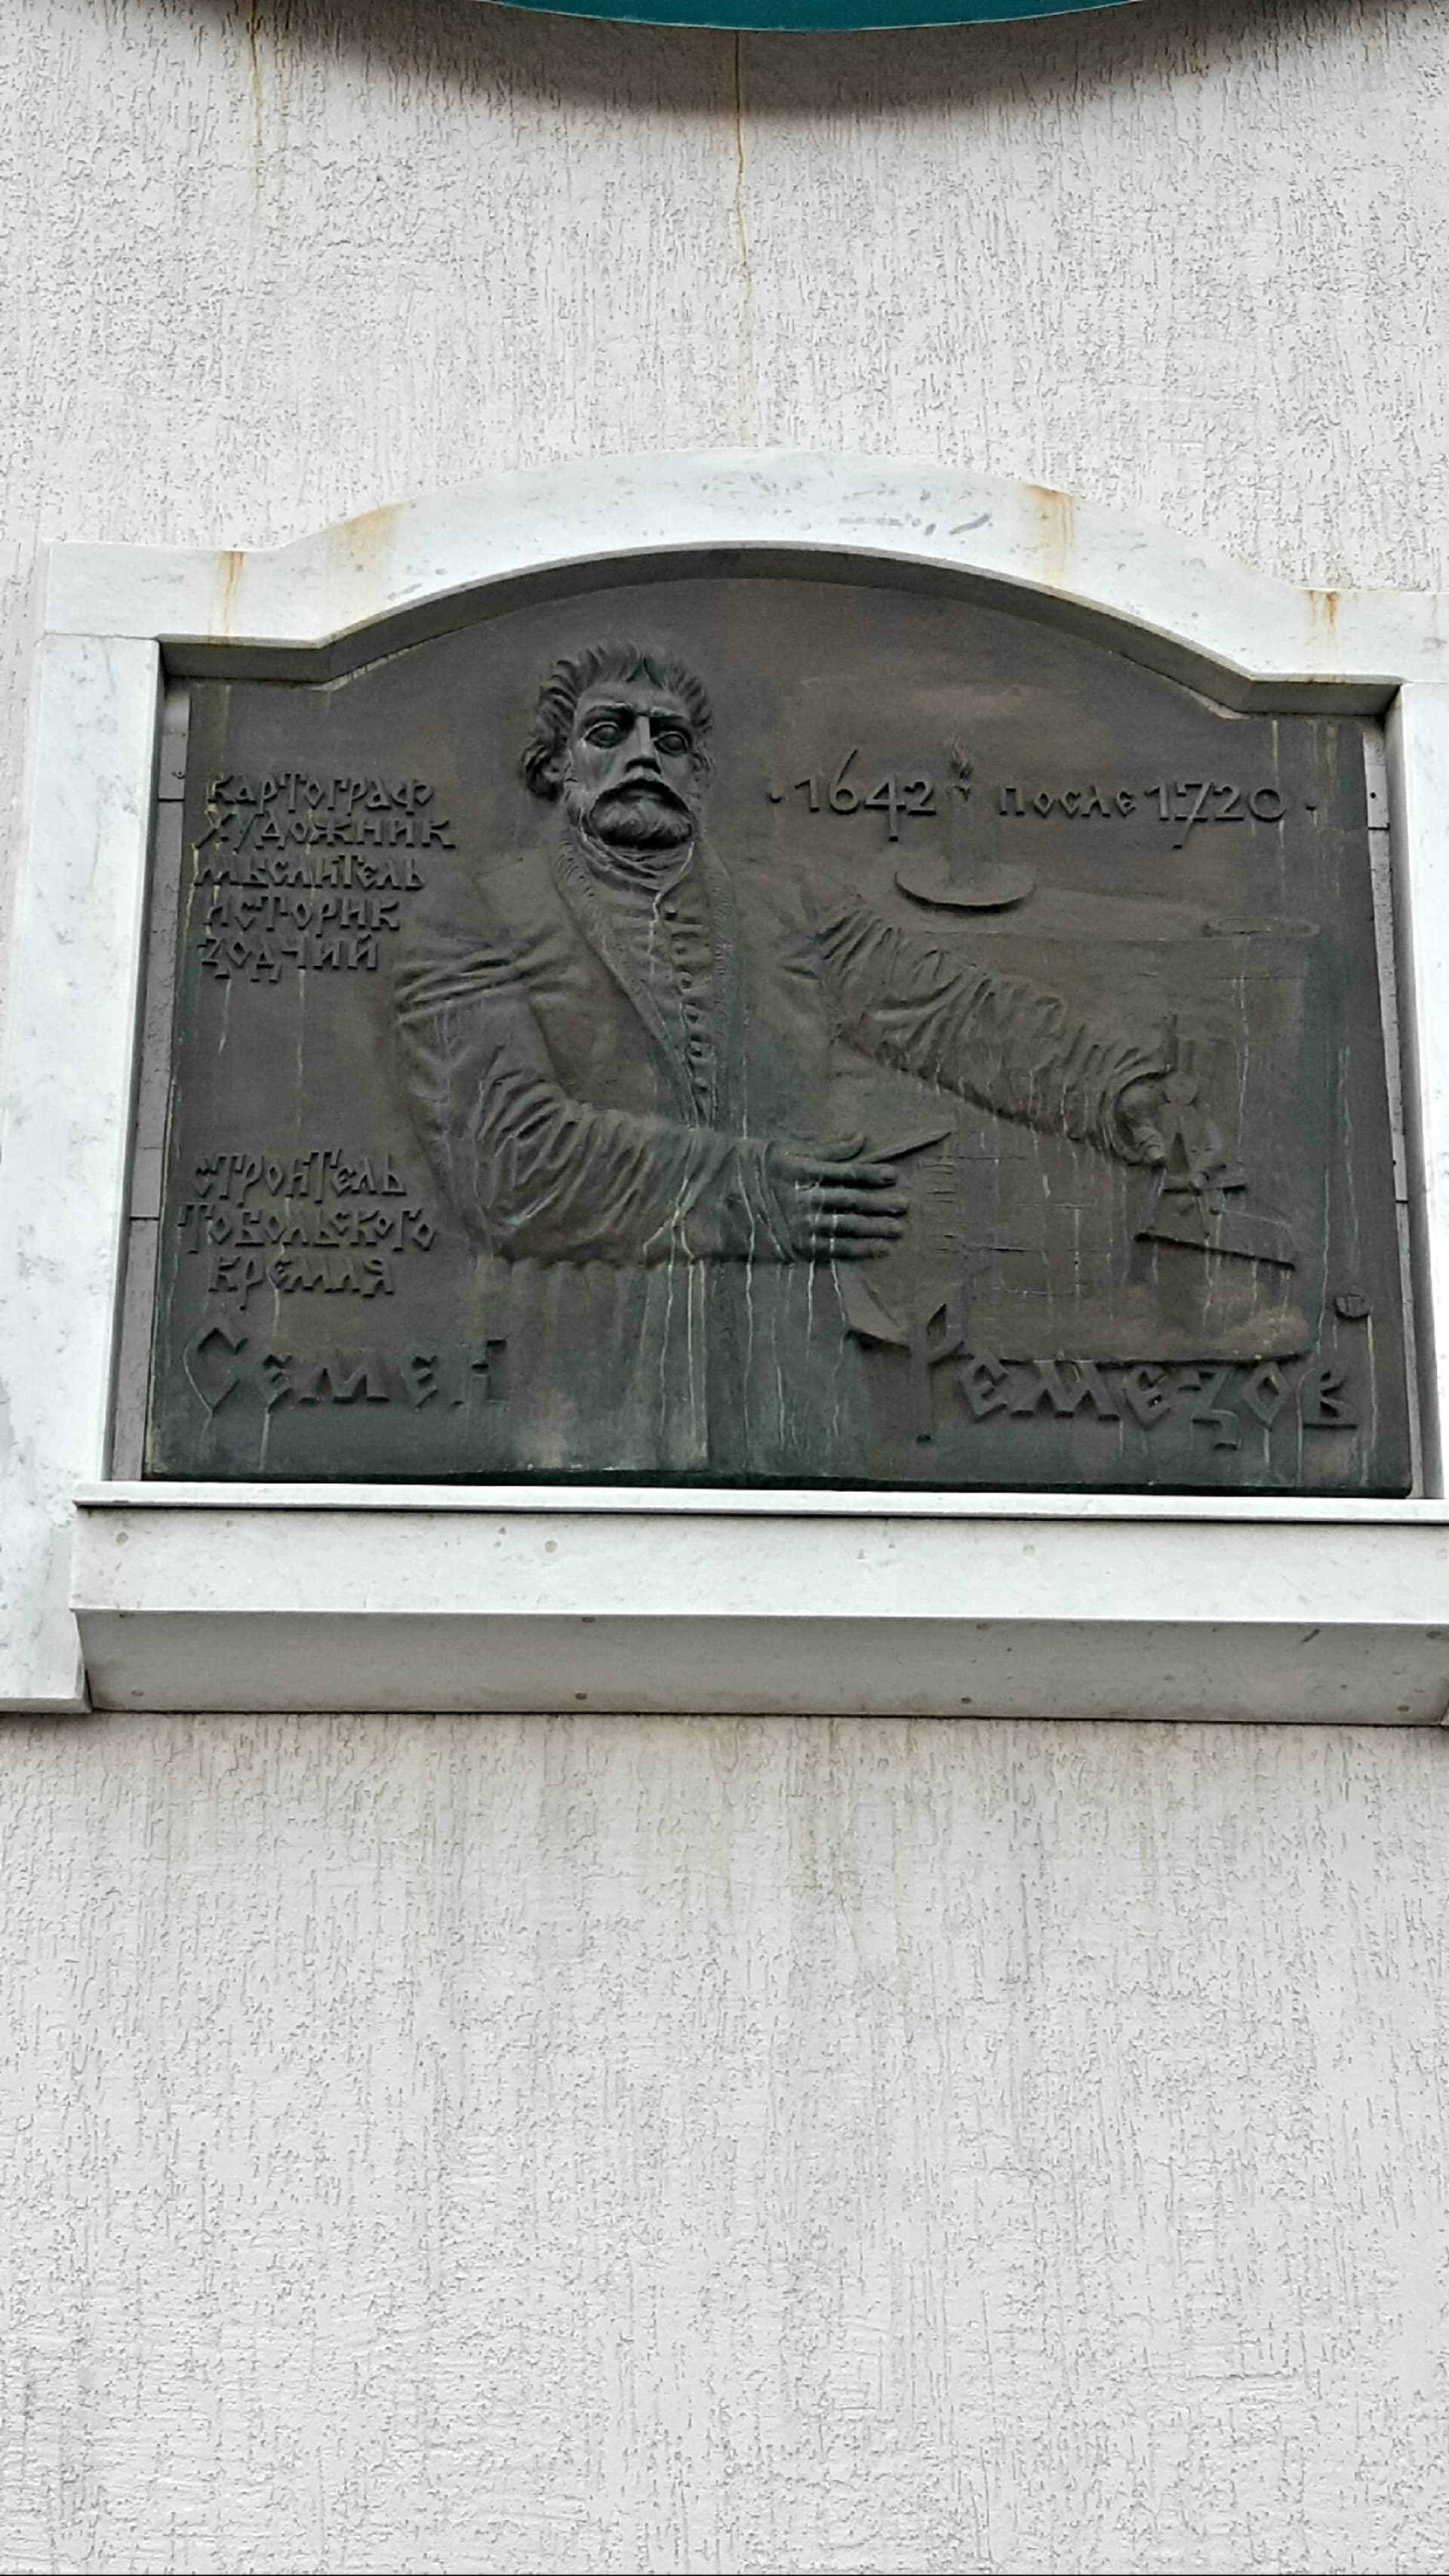 картограф
художник
мыслитель
историк
зодчий
·1642 после 1720·
строитель
тобольского
кремля
Семен Ремезов